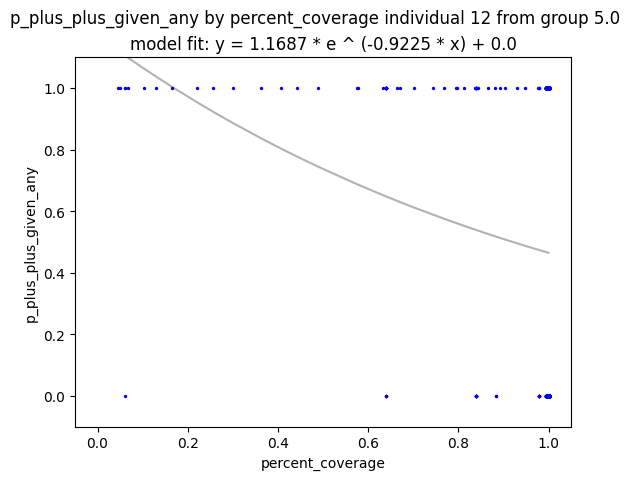 p_plus_plus_given_any by percent_coverage individual 12 from group 5.0
model fit: y = 1.1687 * e ^ (-0.9225 * x) + 0.0
1.0
0.8
0.6
0.4
0.2
0.0
p_plus_plus_given_any
0.0 0.2 0.4 0.6 0.8 1.0
percent_coverage